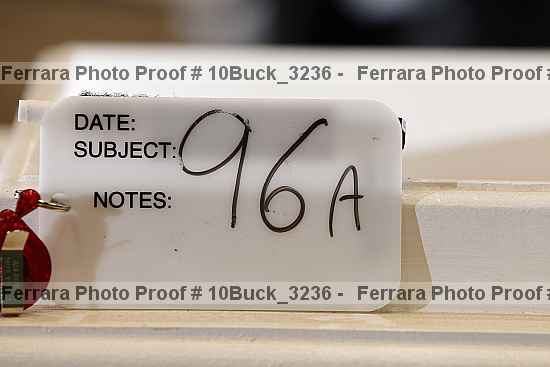 Ferrara Photo Proof # 10Buck_3236 - Ferrara Photo Proof #
DATE:
SUBJECT: 96A
NOTES:
Ferrara Photo Proof # 10Buck_3236 - Ferrara Photo Proof #